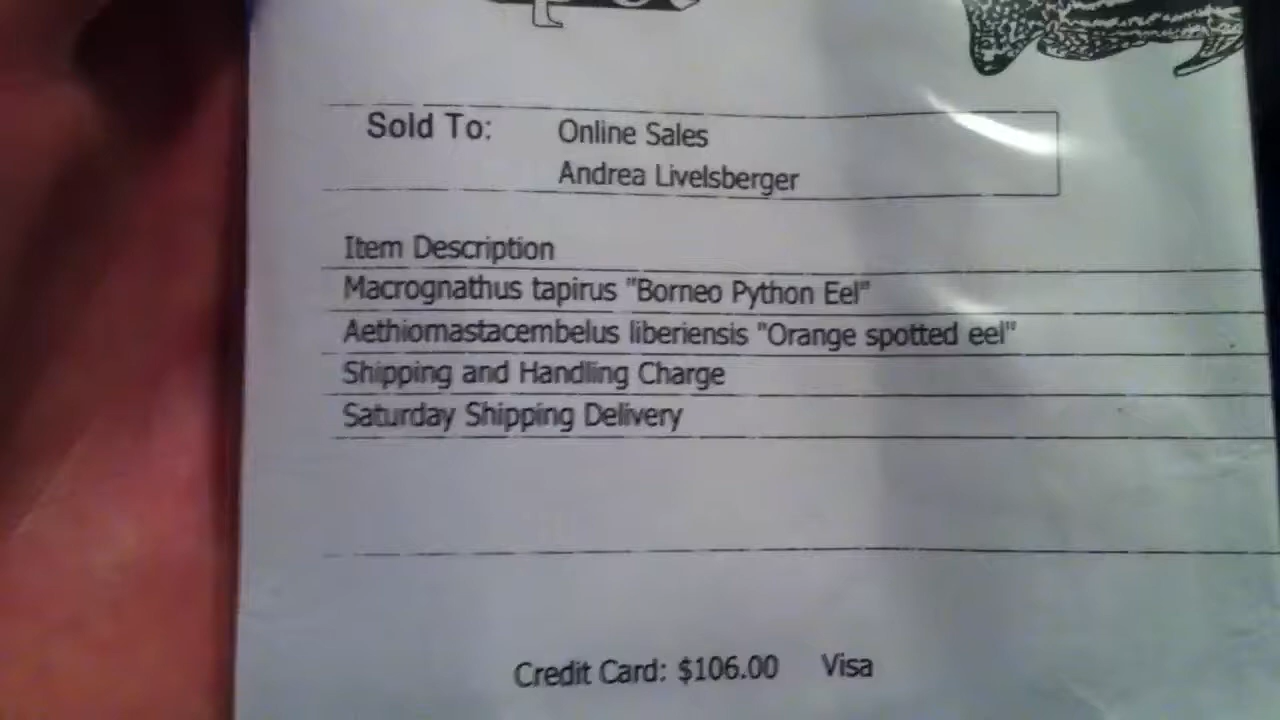 Sold To:
Online Sales
Andrea Livelsberger
Item Description
Macrognathus tapirus "Borneo Python Eel"
Aethiomastacembelus liberiensis "Orange spotted eel"
Shipping and Handling Charge
Saturday Shipping Delivery
Credit Card: $106.00 Visa